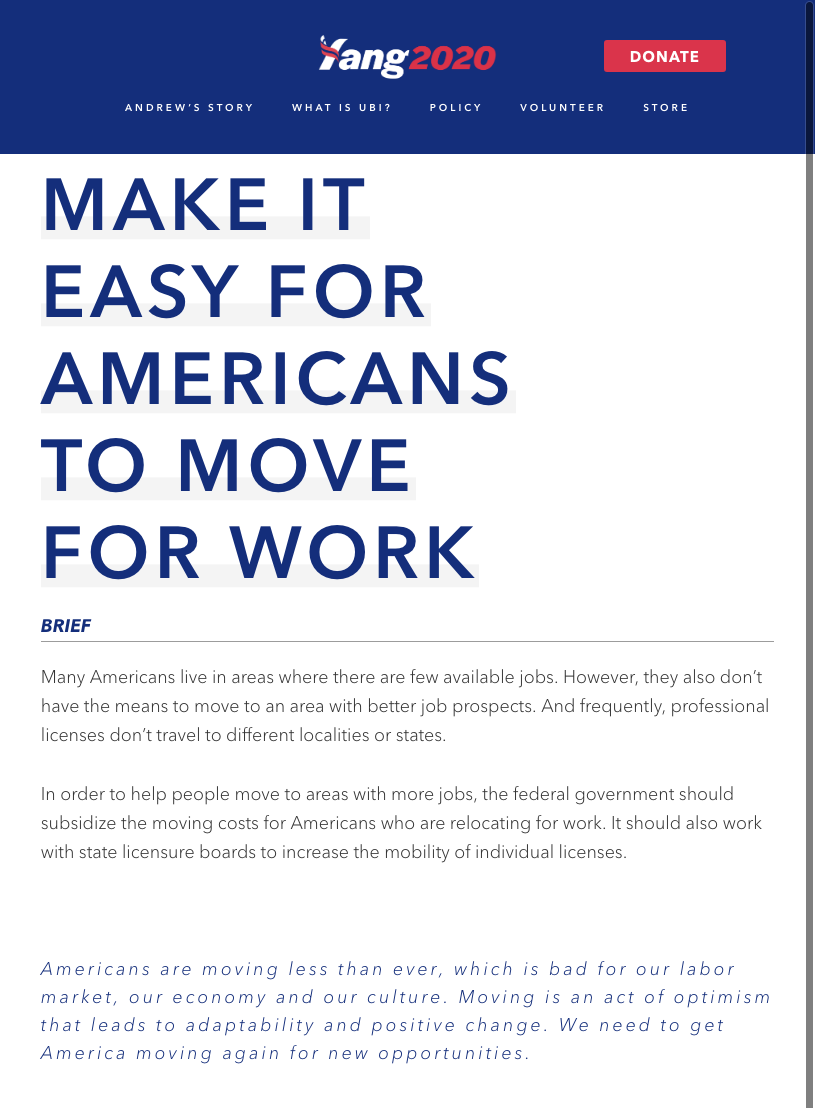 Yang2020
DONATE
ANDREW'S STORY WHAT IS UBI? POLICY VOLUNTEER STORE
MAKE IT
EASY FOR
AMERICANS
TO MOVE
FOR WORK
BRIEF
Many Americans live in areas where there are few available jobs. However, they also don't
have the means to move to an area with better job prospects. And frequently, professional
licenses don't travel to different localities or states.
In order to help people move to areas with more jobs, the federal government should
subsidize the moving costs for Americans who are relocating for work. It should also work
with state licensure boards to increase the mobility of individual licenses.
Americans are moving less than ever, which is bad for our labor
market, our economy and our culture. Moving is an act of optimism
that leads to adaptability and positive change. We need to get
America moving again for new opportunities.